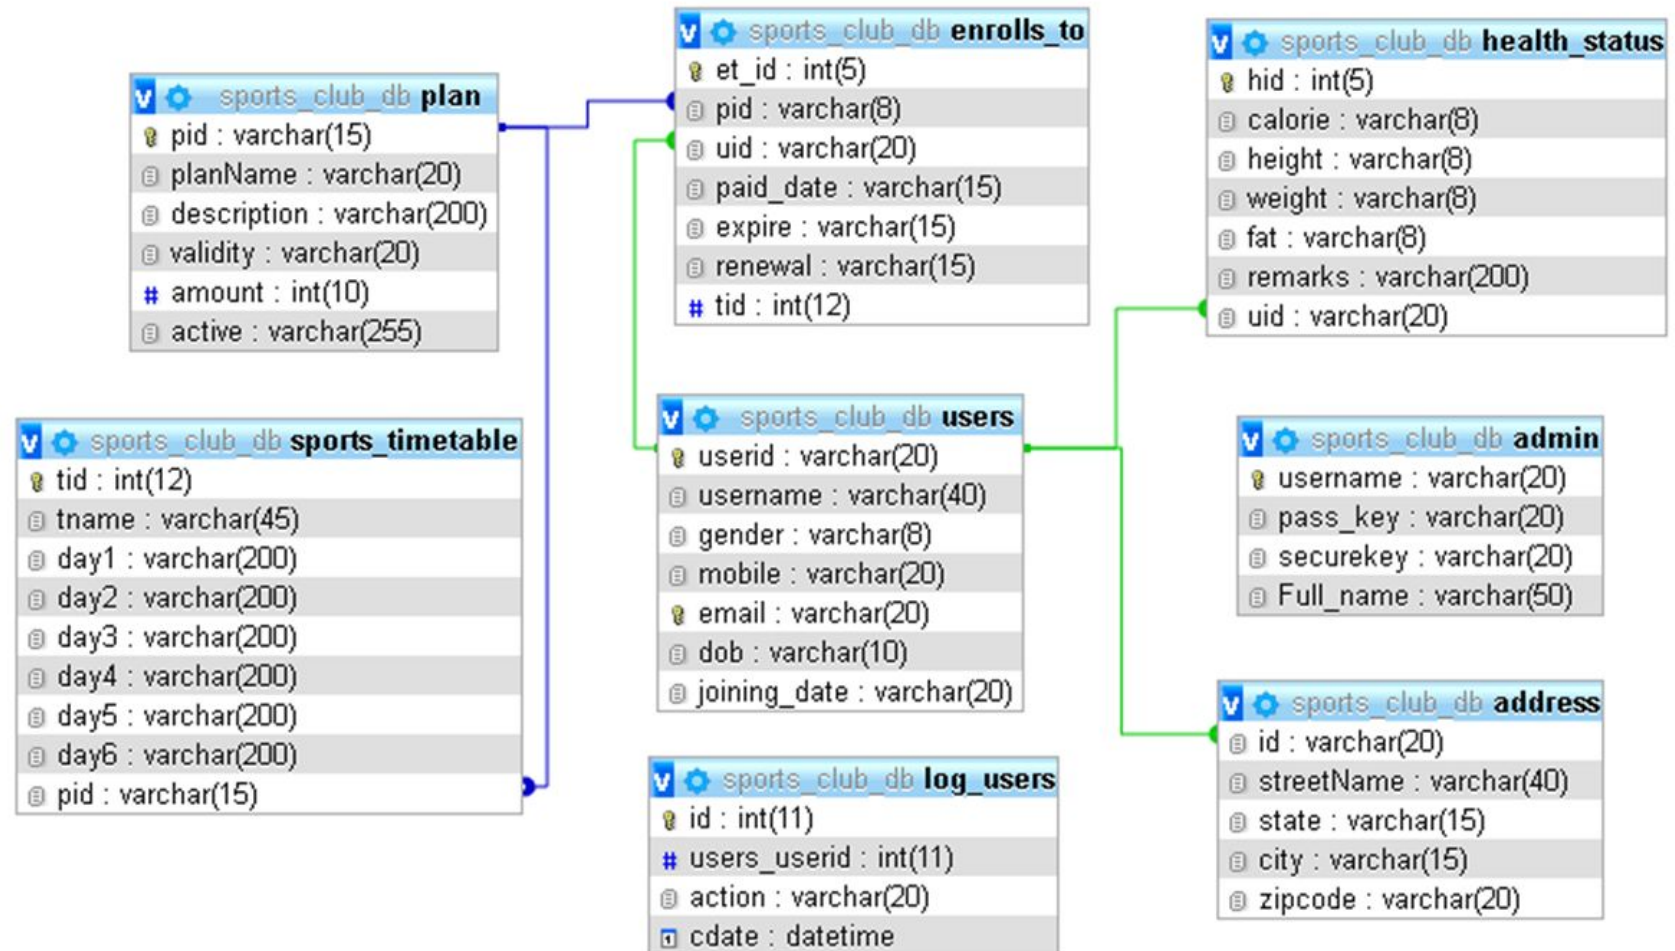 sports_club_db plan
pid : varchar(15)
planName : varchar(20)
description : varchar(200)
validity : varchar(20)
amount : int(10)
active : varchar(255)
sports_club_db enrolls_to
et_id : int(5)
pid : varchar(8)
uid : varchar(20)
paid_date : varchar(15)
expire : varchar(15)
renewal : varchar(15)
tid : int(12)
sports_club_db health_status
hid : int(5)
calorie : varchar(8)
height : varchar(8)
weight : varchar(8)
fat : varchar(8)
remarks : varchar(200)
uid : varchar(20)
sports_club_db sports_timetable
tid : int(12)
tname : varchar(45)
day1 : varchar(200)
day2 : varchar(200)
day3 : varchar(200)
day4 : varchar(200)
day5 : varchar(200)
day6 : varchar(200)
pid : varchar(15)
sports_club_db users
userid : varchar(20)
username : varchar(40)
gender : varchar(8)
mobile : varchar(20)
email : varchar(20)
dob : varchar(10)
joining_date : varchar(20)
sports_club_db admin
username : varchar(20)
pass_key : varchar(20)
securekey : varchar(20)
Full_name : varchar(50)
sports_club_db log_users
id : int(11)
users_userid : int(11)
action : varchar(20)
cdate : datetime
sports_club_db address
id : varchar(20)
streetName : varchar(40)
state : varchar(15)
city : varchar(15)
zipcode : varchar(20)